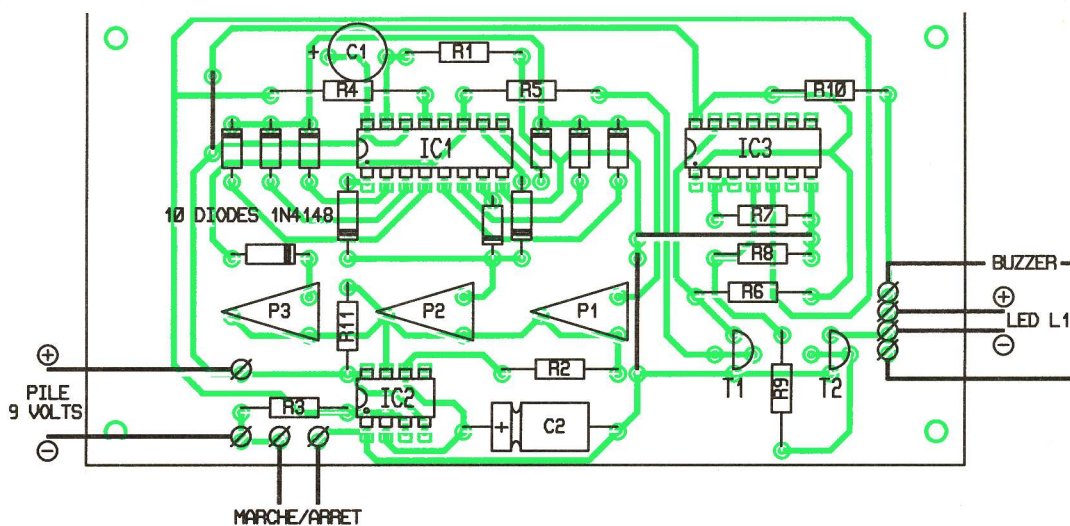 + C1
R1
R4
R5
R10
IC1
IC3
10 DIODES 1N4148
R7
R8
R6
BUZZER
+
LED L1
-
P3
R11
P2
P1
T1
R9
T2
+
PILE
9 VOLTS
-
R3
IC2
R2
+ C2
MARCHE/ARRET